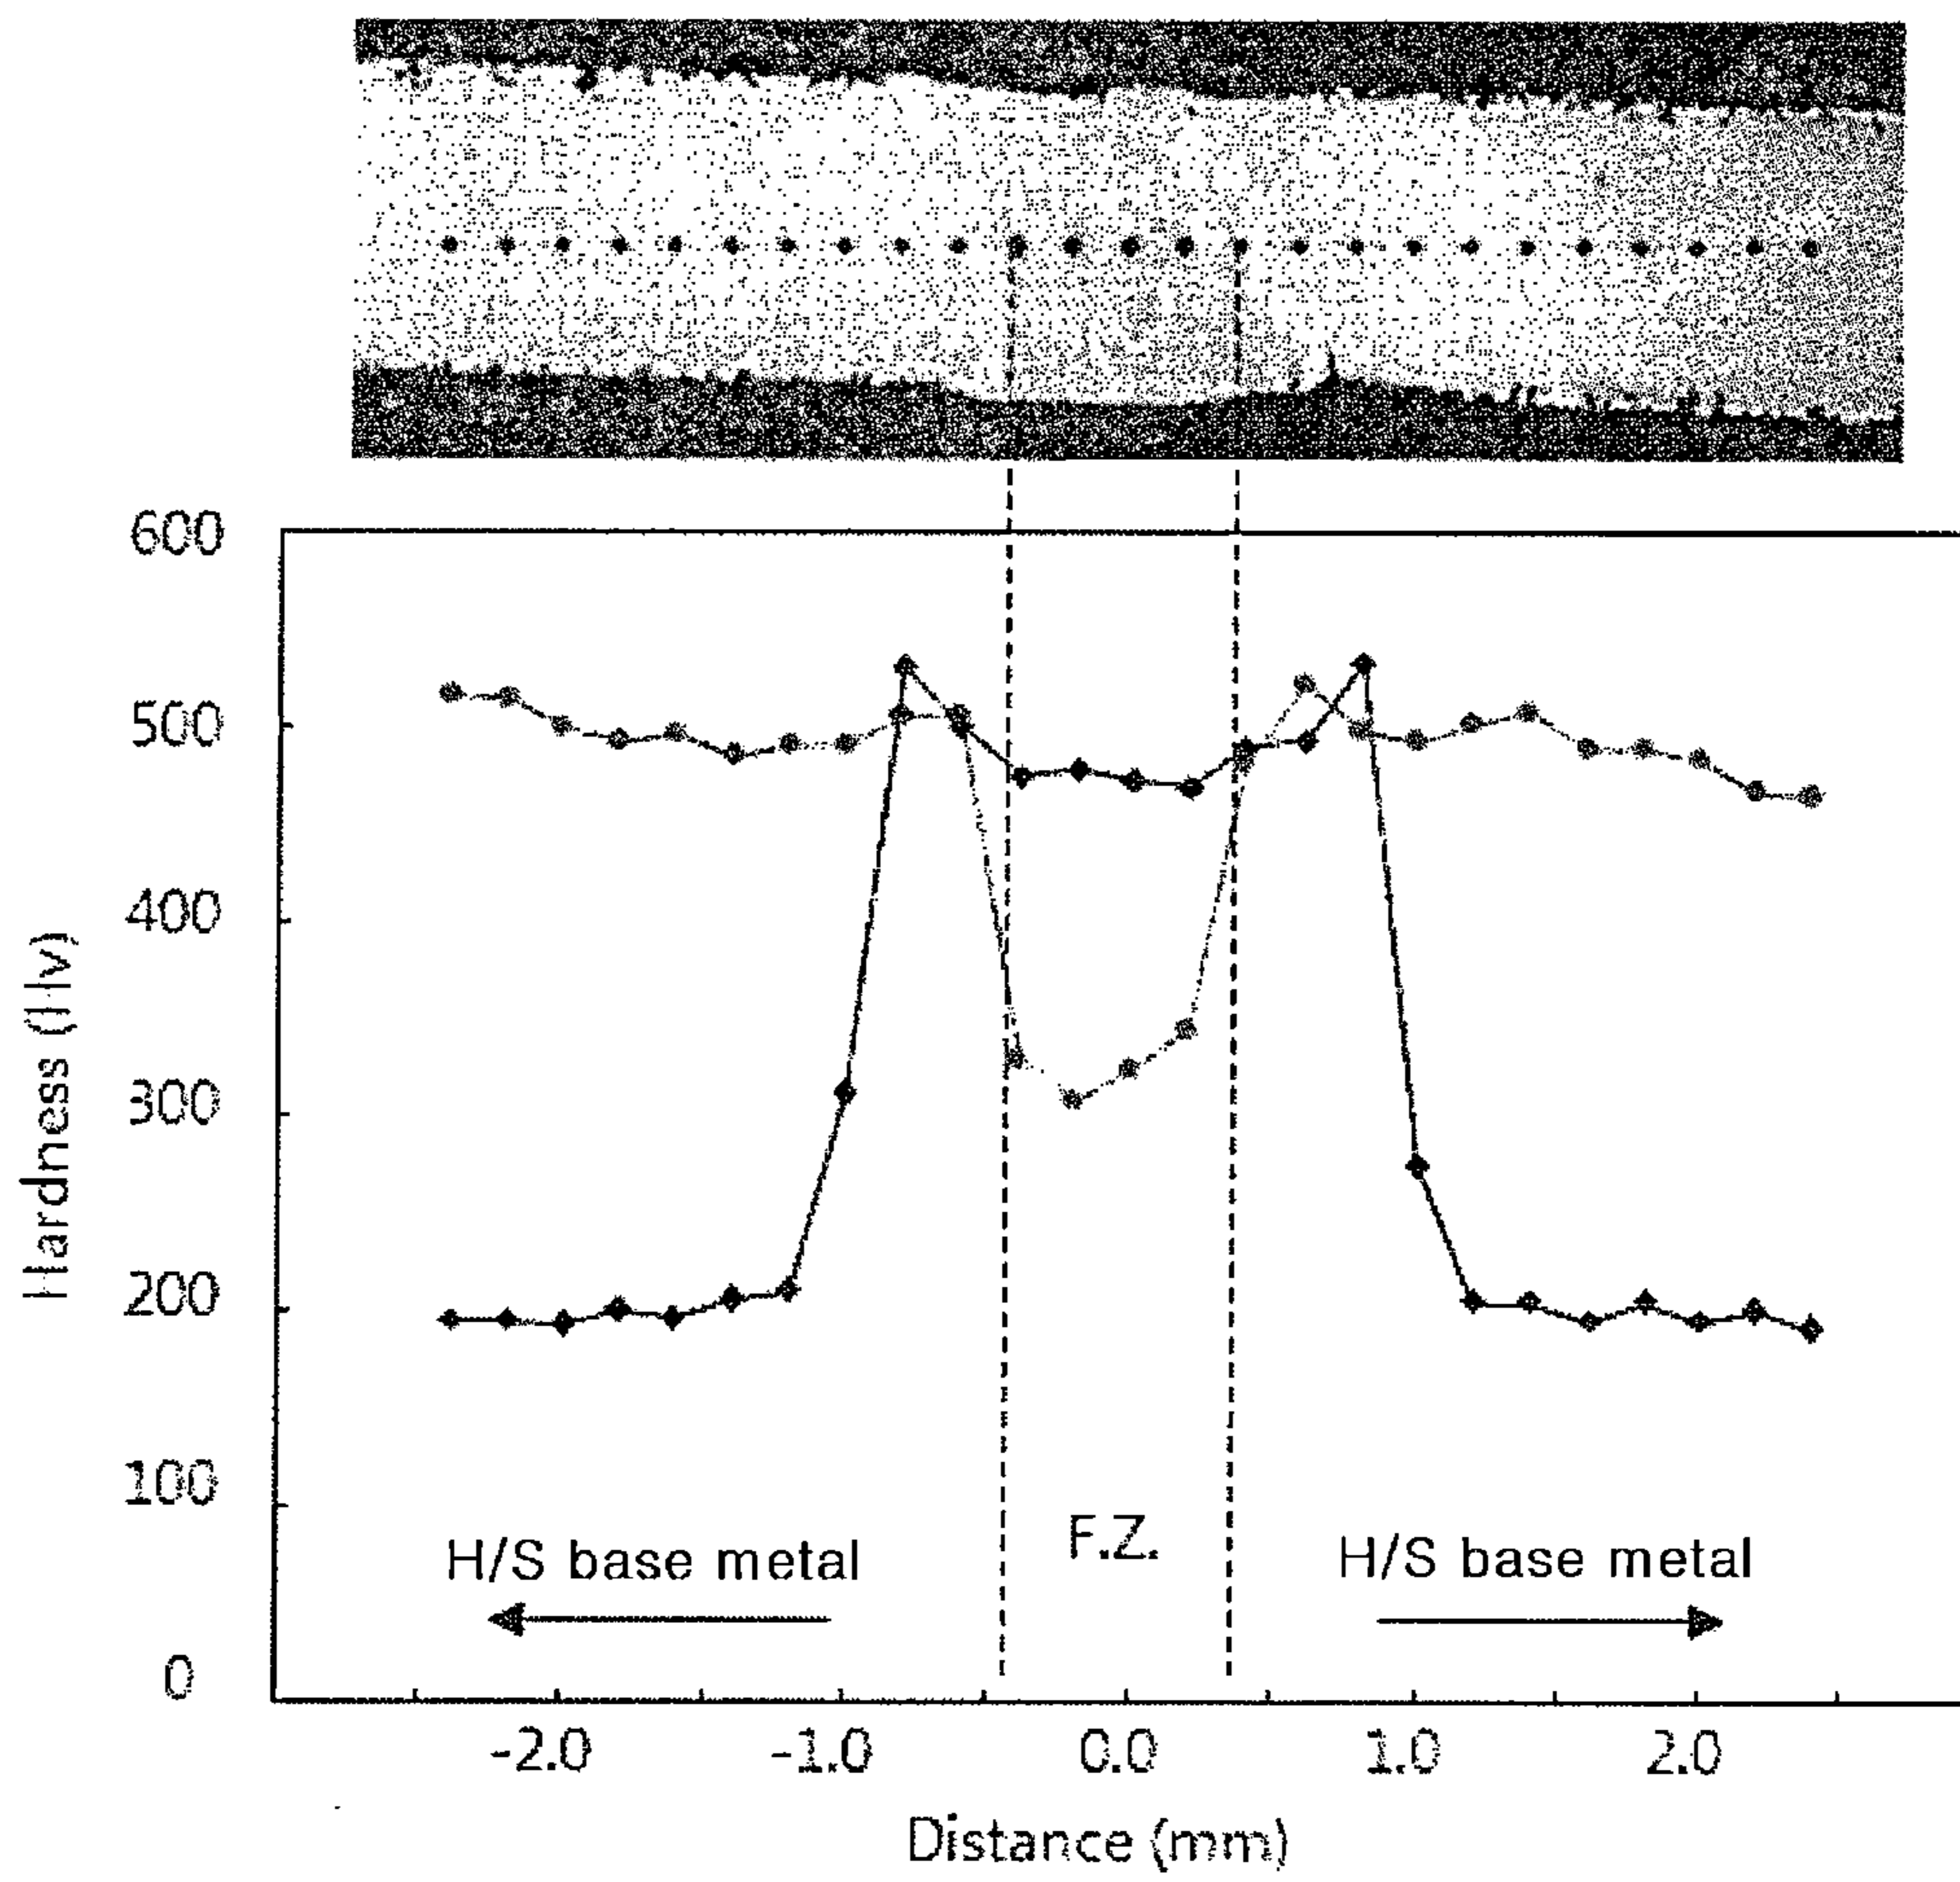 600
500
400
300
200
100
0
Hardness (Hv)
H/S base metal
F.Z.
H/S base metal
-2.0
-1.0
0.0
1.0
2.0
Distance (mm)